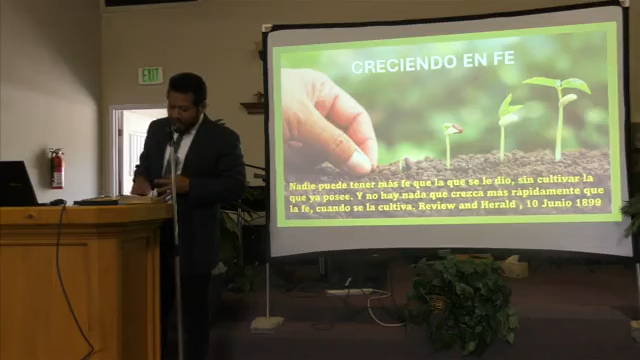 EXIT
CRECIENDO EN FE
Nadie puede tener más fe que la que se le dio, sin cultivar la
que ya posee. Y no hay nada que crezca más rápidamente que
la fe, cuando se la cultiva. Review and Herald , 10 Junio 1899